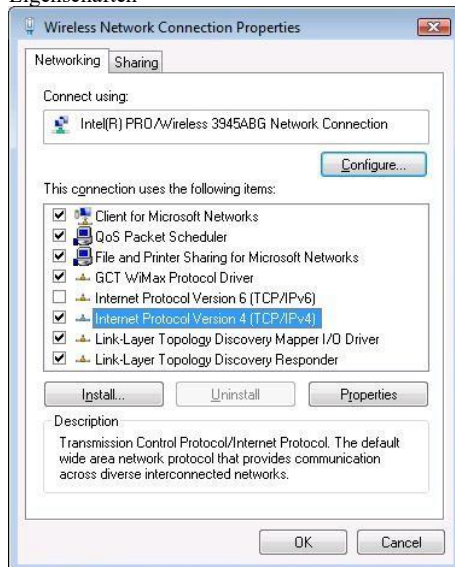 Eigenschaften
Wireless Network Connection Properties
Networking
Sharing
Connect using:
Intel(R) PRO/Wireless 3945ABG Network Connection
Configure...
This connection uses the following items:
Client for Microsoft Networks
QoS Packet Scheduler
File and Printer Sharing for Microsoft Networks
GCT WiMax Protocol Driver
Internet Protocol Version 6 (TCP/IPv6)
Internet Protocol Version 4 (TCP/IPv4)
Link-Layer Topology Discovery Mapper I/O Driver
Link-Layer Topology Discovery Responder
Install...
Uninstall
Properties
Description
Transmission Control Protocol/Internet Protocol. The default
wide area network protocol that provides communication
across diverse interconnected networks.
OK
Cancel